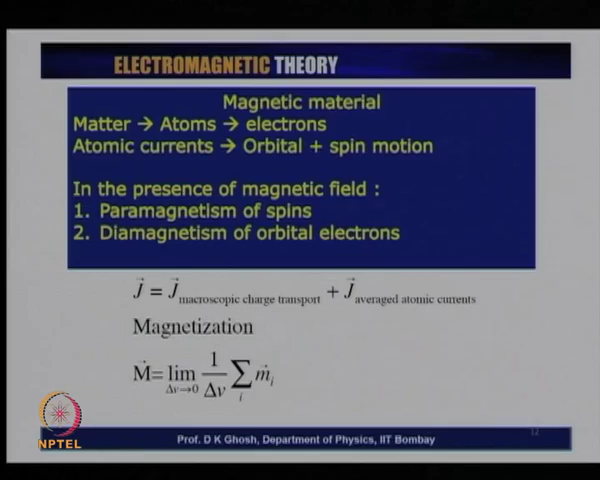 ELECTROMAGNETIC THEORY
Magnetic material
Matter → Atoms → electrons
Atomic currents → Orbital + spin motion
In the presence of magnetic field :
1. Paramagnetism of spins
2. Diamagnetism of orbital electrons
J⃗ = J⃗ macroscopic charge transport + J⃗ averaged atomic currents
Magnetization
M⃗= lim Δv→0 1/Δv ∑ i m⃗ i
NPTEL
Prof. D K Ghosh, Department of Physics, IIT Bombay
12